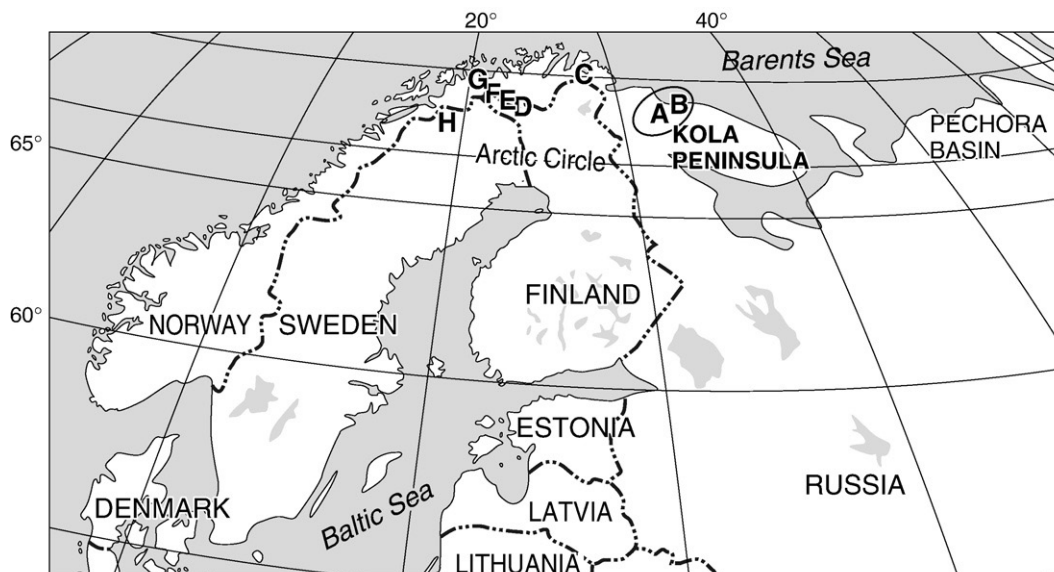 20°
40°
Barents Sea
G
F
E
D
C
A
B
H
KOLA
PENINSULA
PECHORA
BASIN
65°
Arctic Circle
60°
NORWAY
SWEDEN
FINLAND
ESTONIA
RUSSIA
DENMARK
Baltic Sea
LATVIA
LITHUANIA